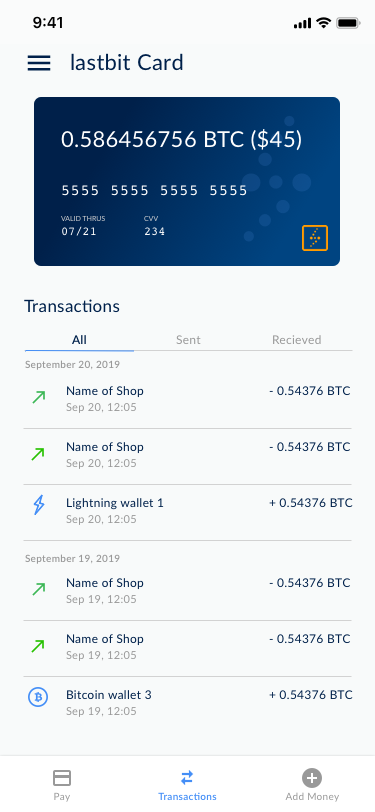 9:41
lastbit Card
0.586456756 BTC ($45)
5555 5555 5555 5555
VALID THRUS CVV
07/21 234
Transactions
All Sent Recieved
September 20, 2019
Name of Shop - 0.54376 BTC
Sep 20, 12:05
Name of Shop - 0.54376 BTC
Sep 20, 12:05
Lightning wallet 1 + 0.54376 BTC
Sep 20, 12:05
September 19, 2019
Name of Shop - 0.54376 BTC
Sep 19, 12:05
Name of Shop - 0.54376 BTC
Sep 19, 12:05
Bitcoin wallet 3 + 0.54376 BTC
Sep 19, 12:05
Pay Transactions Add Money